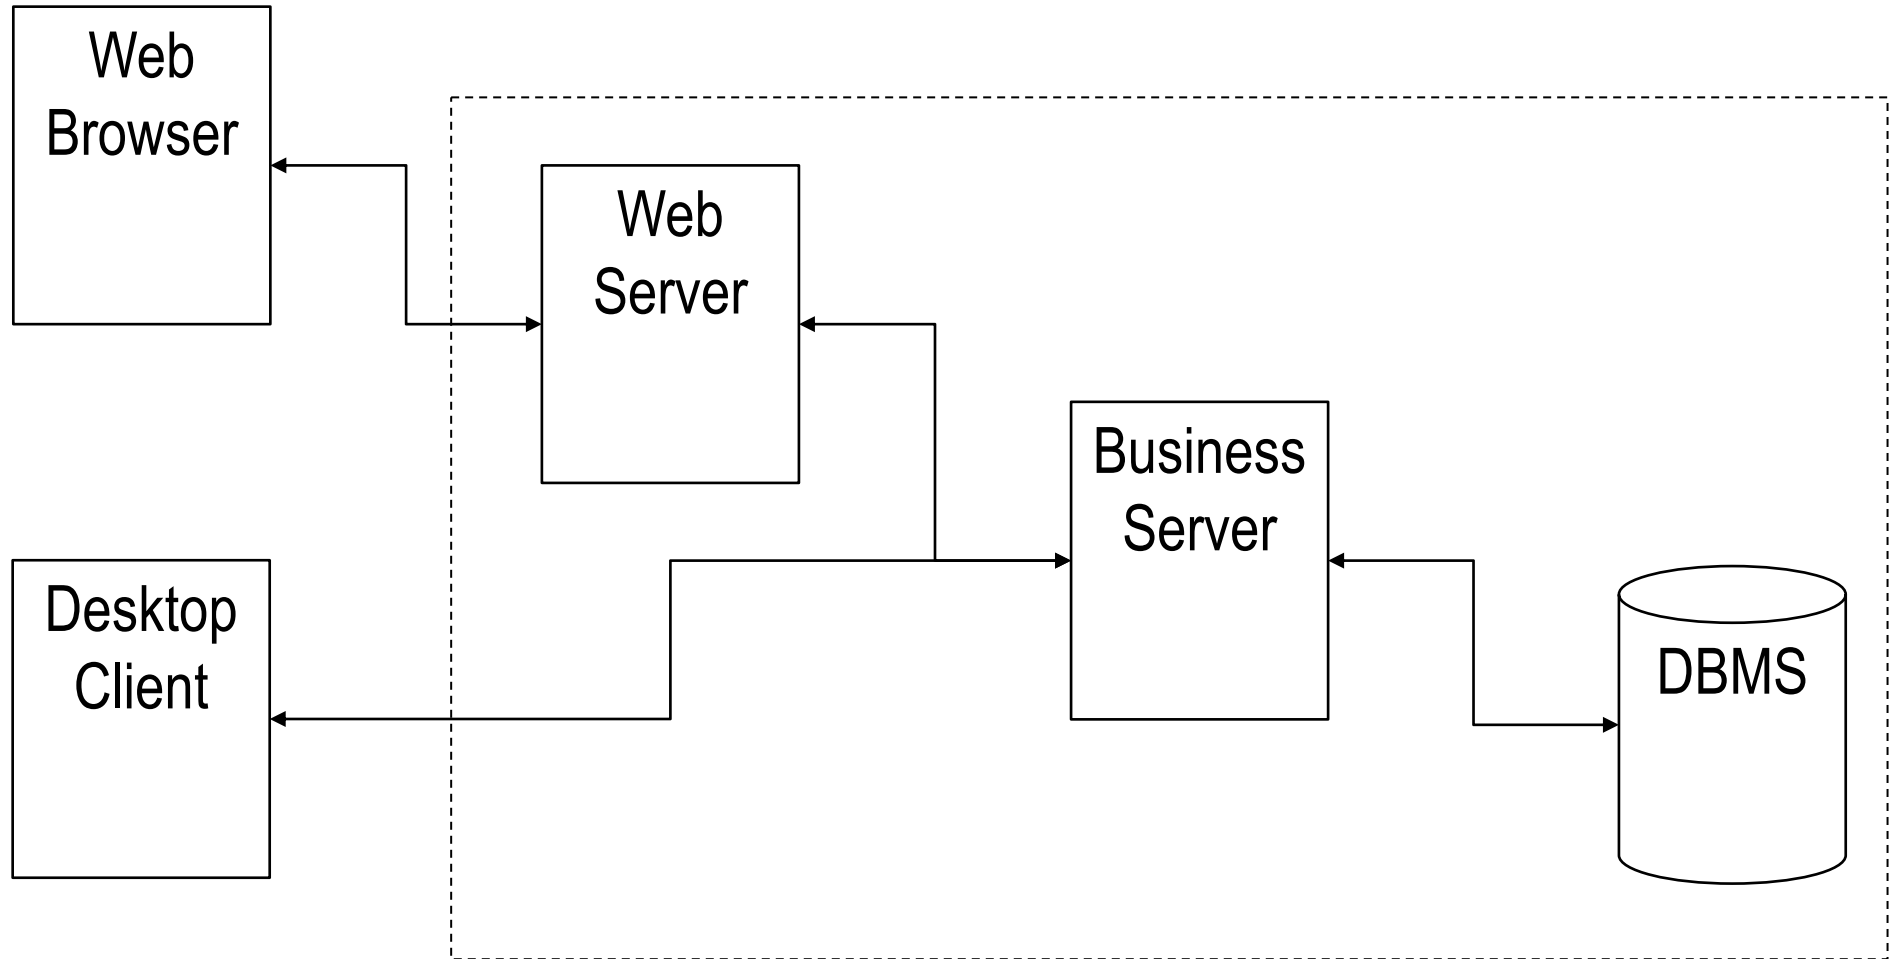 Web
Browser
Web
Server
Business
Server
Desktop
Client
DBMS